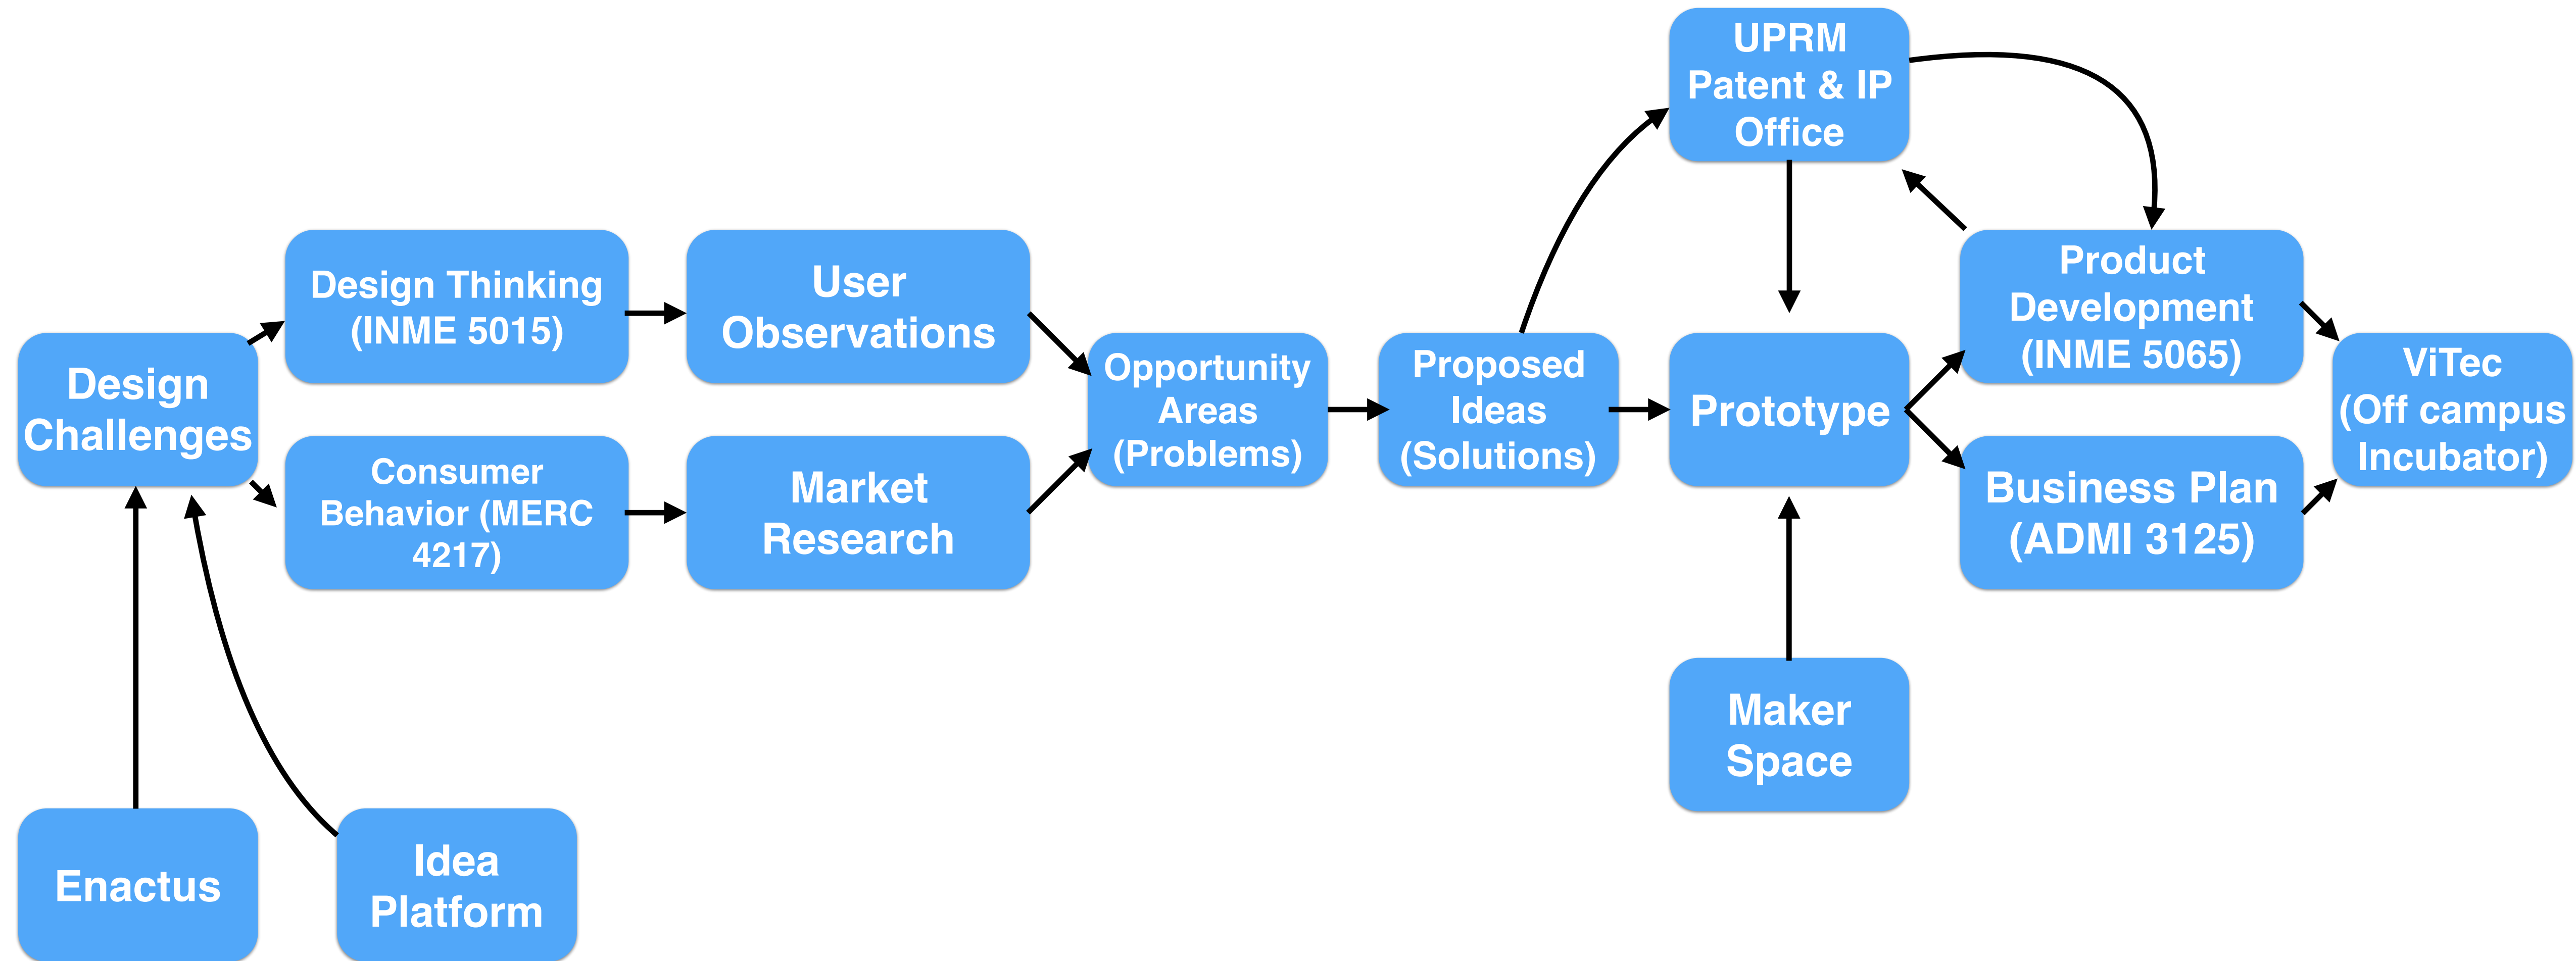 UPRM
Patent & IP
Office
Design Thinking
(INME 5015)
User
Observations
Product
Development
(INME 5065)
Design
Challenges
Opportunity
Areas
(Problems)
Proposed
Ideas
(Solutions)
Prototype
ViTec
(Off campus
Incubator)
Consumer
Behavior (MERC
4217)
Market
Research
Business Plan
(ADMI 3125)
Maker
Space
Enactus
Idea
Platform